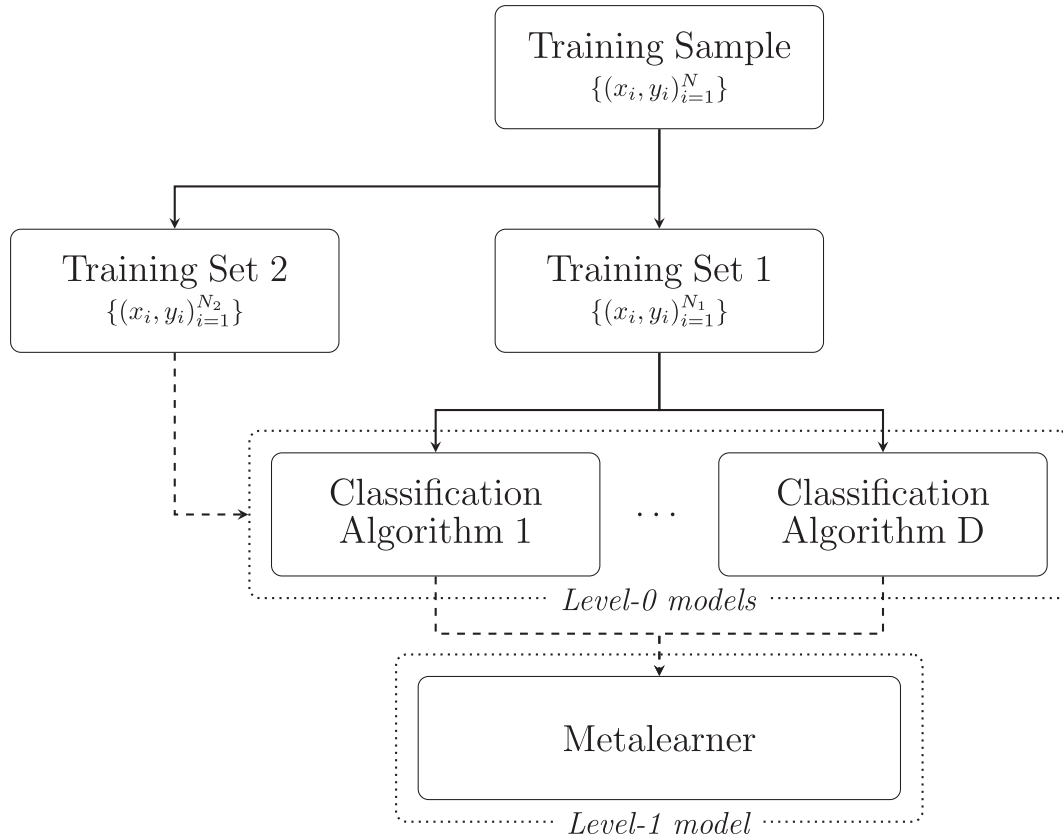 Training Sample
$\{(x_i, y_i)_{i=1}^{N}\}$
Training Set 2
$\{(x_i, y_i)_{i=1}^{N_2}\}$
Training Set 1
$\{(x_i, y_i)_{i=1}^{N_1}\}$
Classification
Algorithm 1
. . .
Classification
Algorithm D
Level-0 models
Metalearner
Level-1 model